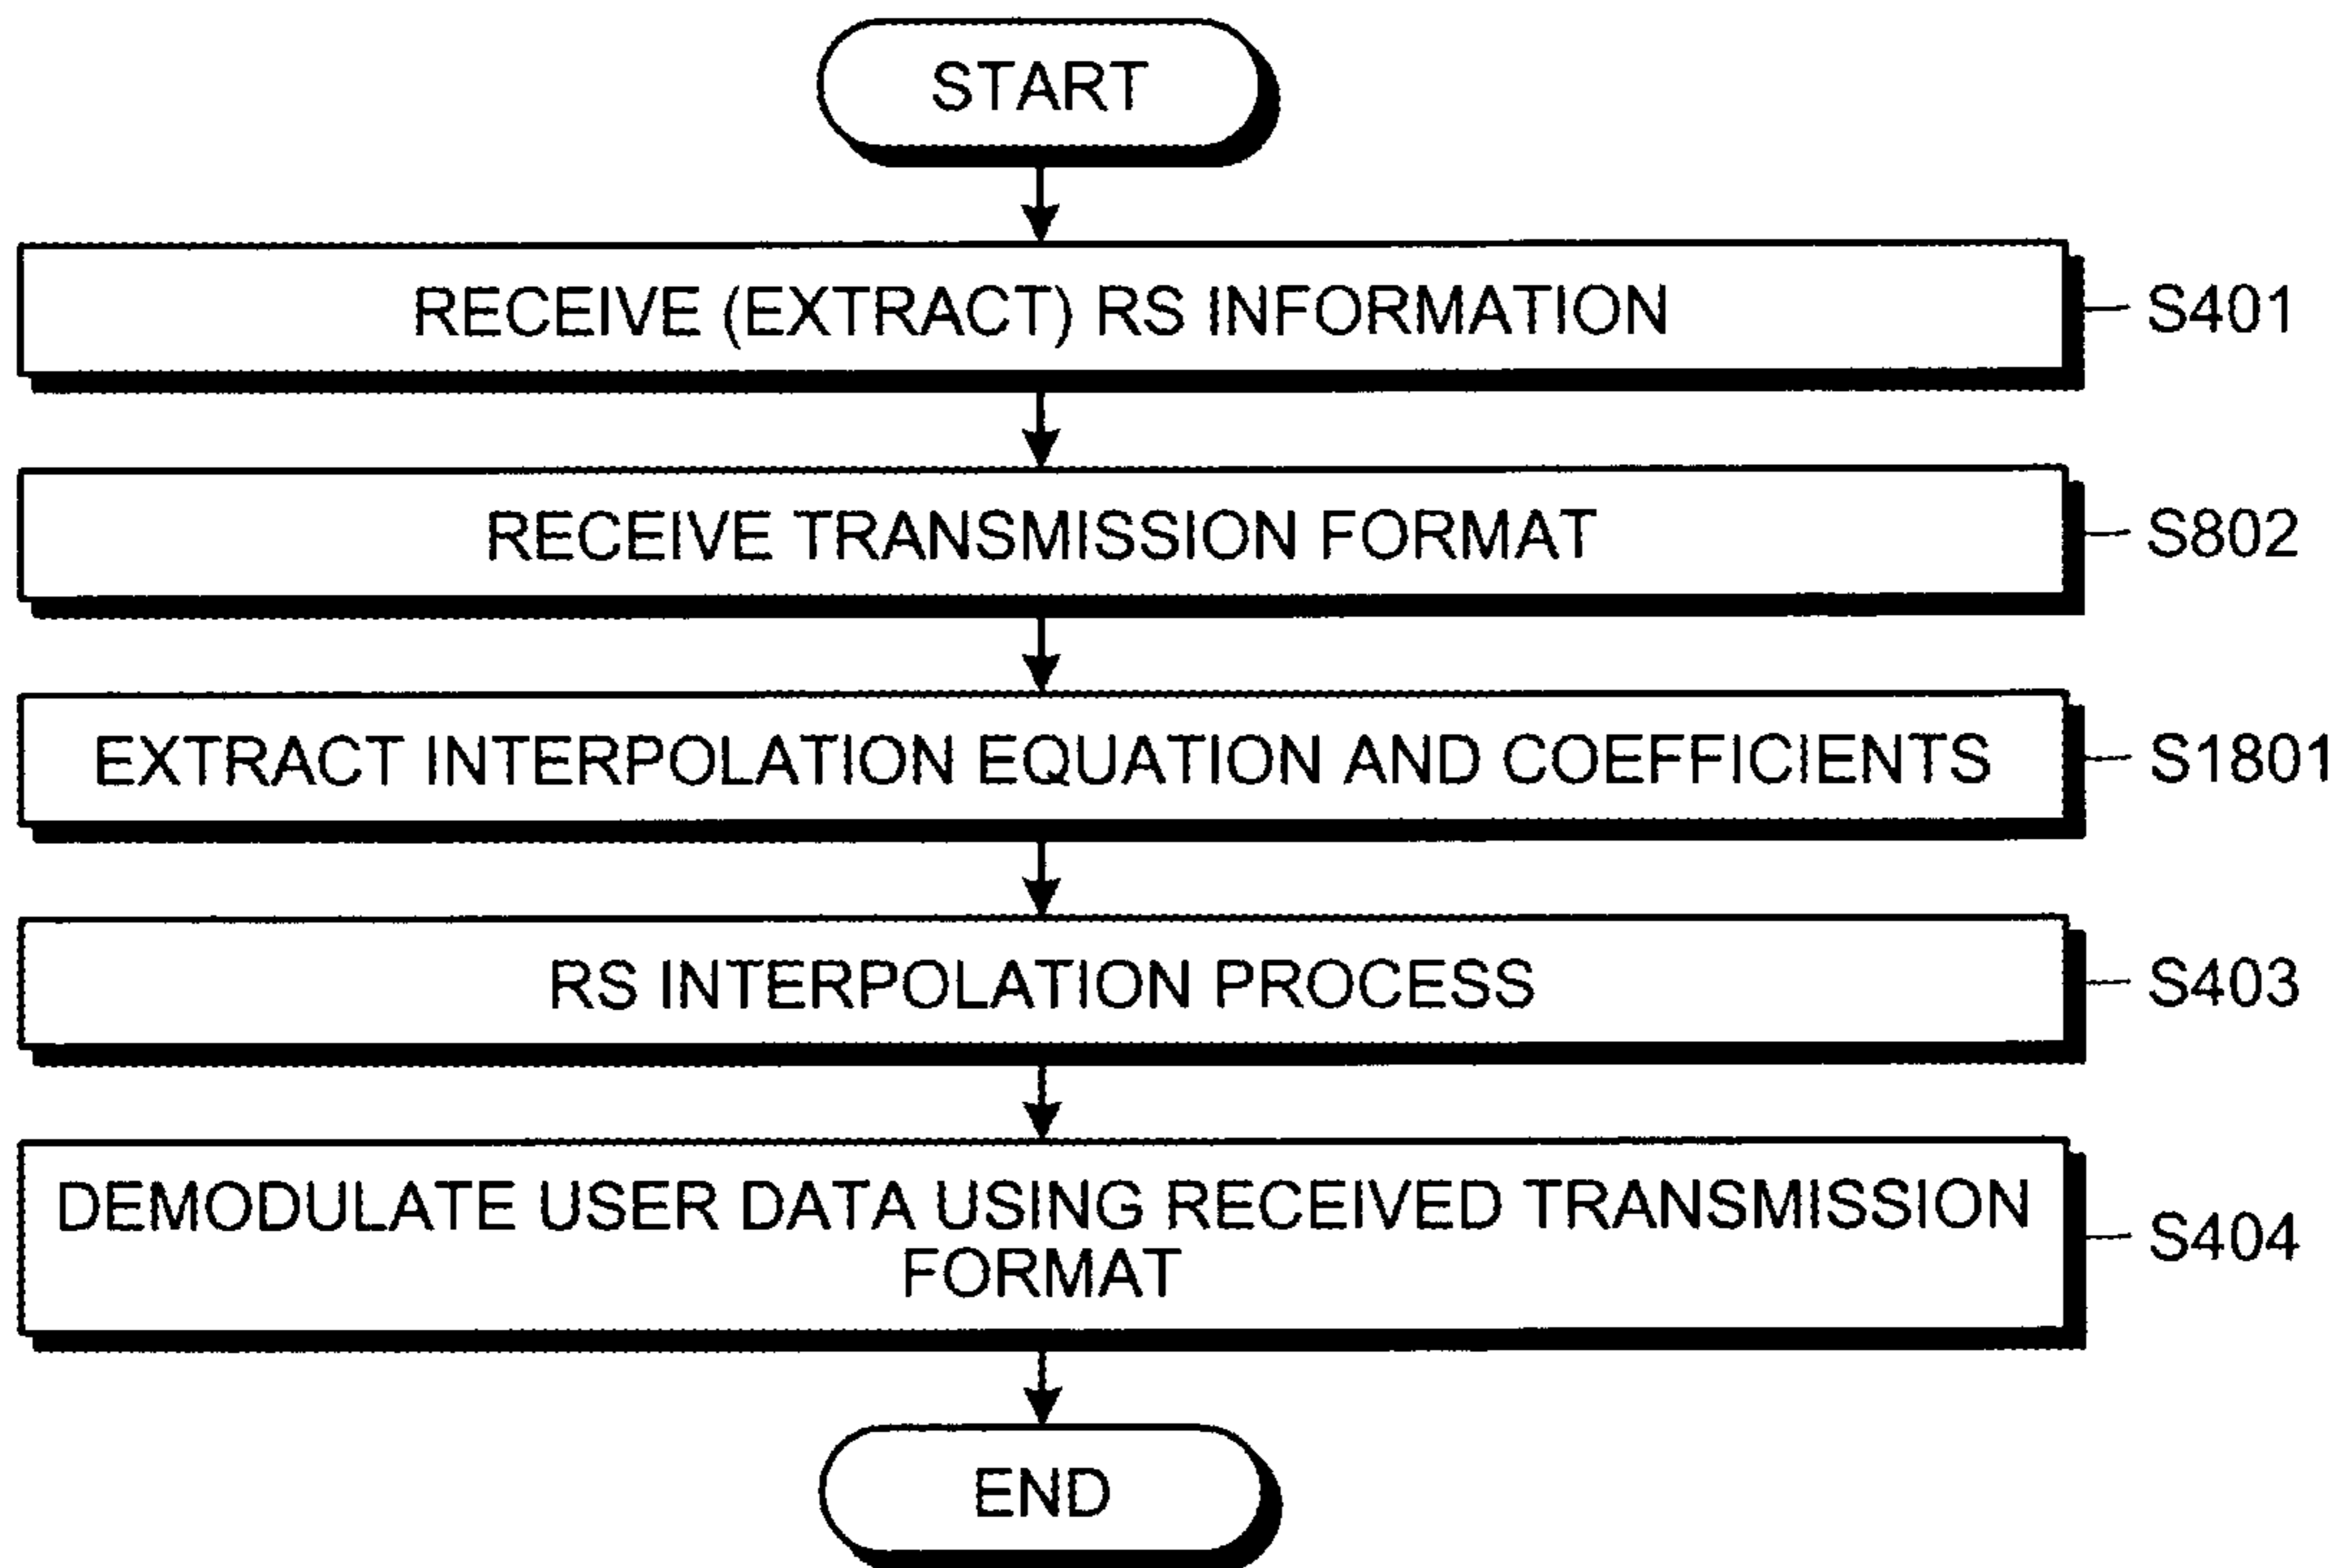 START
RECEIVE (EXTRACT) RS INFORMATION
S401
RECEIVE TRANSMISSION FORMAT
S802
EXTRACT INTERPOLATION EQUATION AND COEFFICIENTS
S1801
RS INTERPOLATION PROCESS
S403
DEMODULATE USER DATA USING RECEIVED TRANSMISSION
FORMAT
S404
END